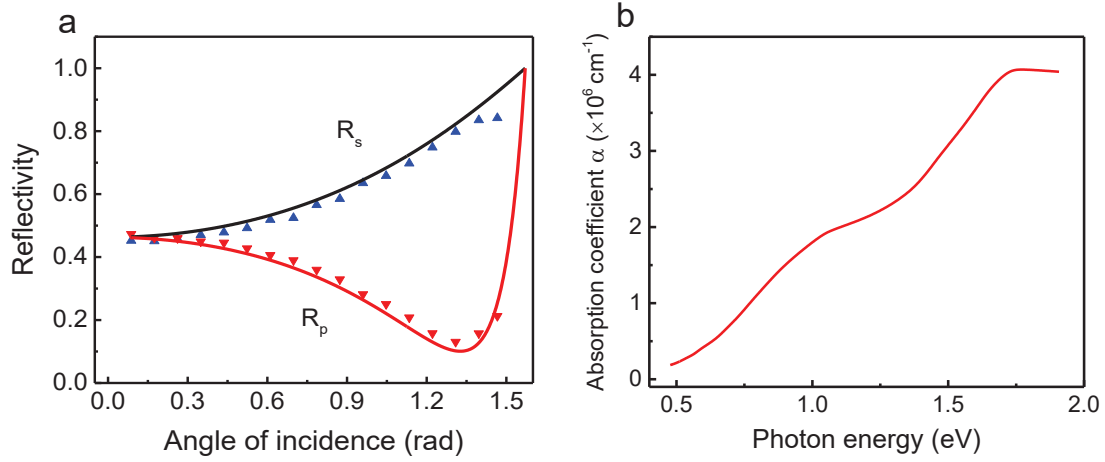 a
Reflectivity
1.0
0.8
0.6
0.4
0.2
0.0
R_s
R_p
0.0 0.3 0.6 0.9 1.2 1.5
Angle of incidence (rad)
b
Absorption coefficient α (×10⁶ cm⁻¹)
4
3
2
1
0
0.5 1.0 1.5 2.0
Photon energy (eV)